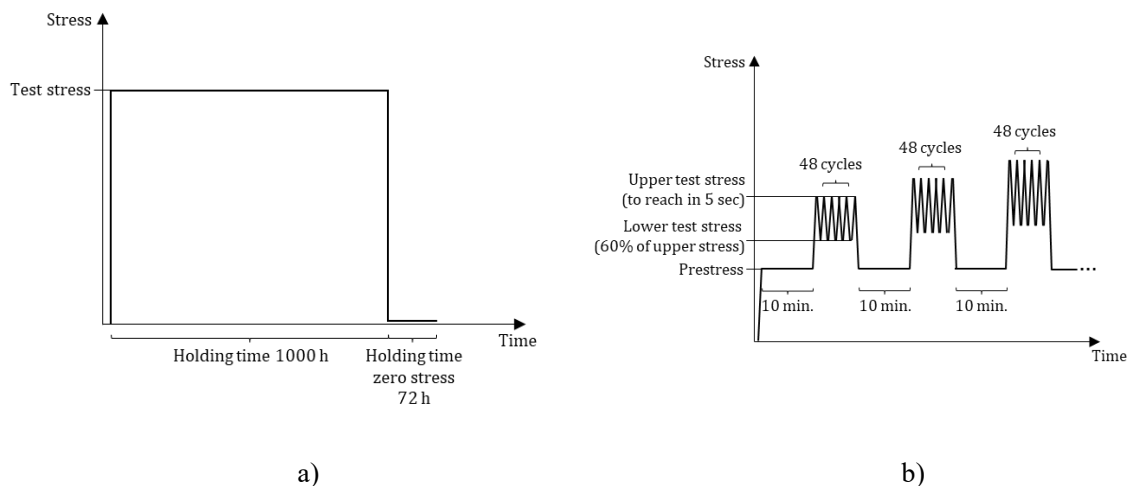 Stress
Test stress
Time
Holding time 1000 h
Holding time
zero stress
72 h
a)
Stress
48 cycles
48 cycles
48 cycles
Upper test stress
(to reach in 5 sec)
Lower test stress
(60% of upper stress)
Prestress
10 min.
10 min.
10 min.
Time
b)